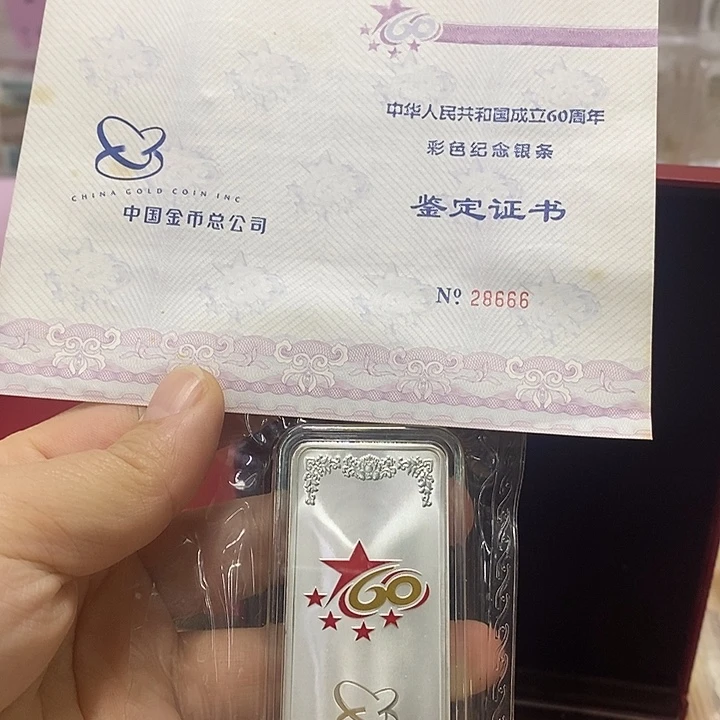 60
中华人民共和国成立60周年
彩色纪念银条
CHINA GOLD COIN INC
中国金币总公司
鉴定证书
Nº 28666
60